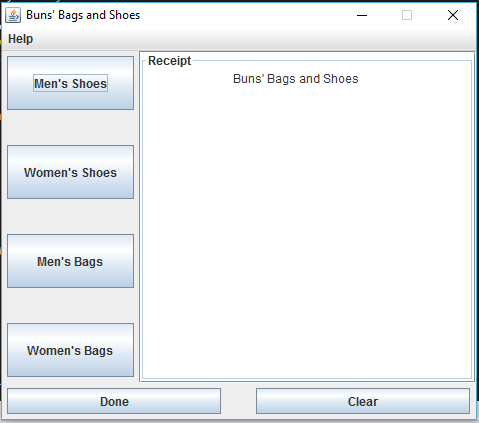 Buns' Bags and Shoes
Help
Men's Shoes
Women's Shoes
Men's Bags
Women's Bags
Receipt
Buns' Bags and Shoes
Done
Clear